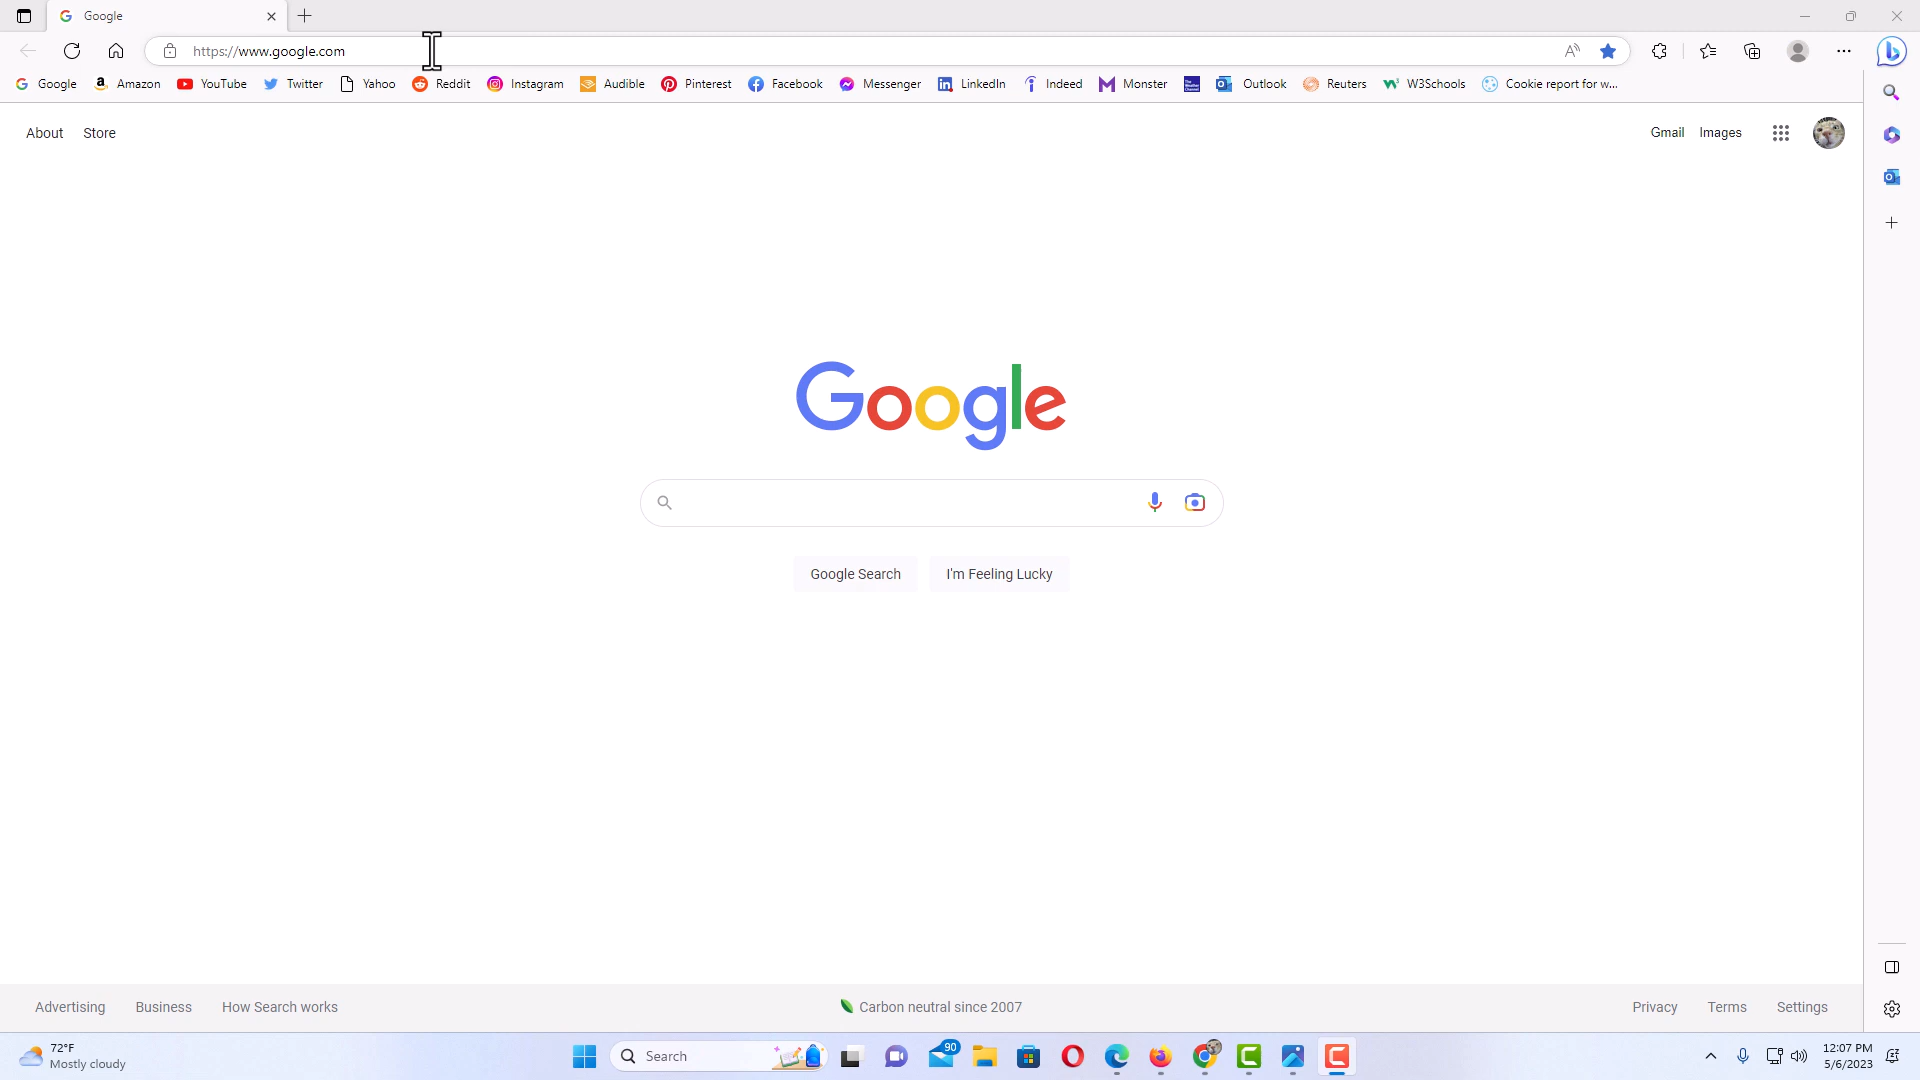 Google
https://www.google.com
Google Amazon YouTube Twitter Yahoo Reddit Instagram Audible Pinterest Facebook Messenger LinkedIn Indeed Monster Outlook Reuters W3Schools Cookie report for w...
About Store Gmail Images
Google
Google Search I'm Feeling Lucky
Advertising Business How Search works Carbon neutral since 2007 Privacy Terms Settings
72°F
Mostly cloudy
Search
90
12:07 PM
5/6/2023